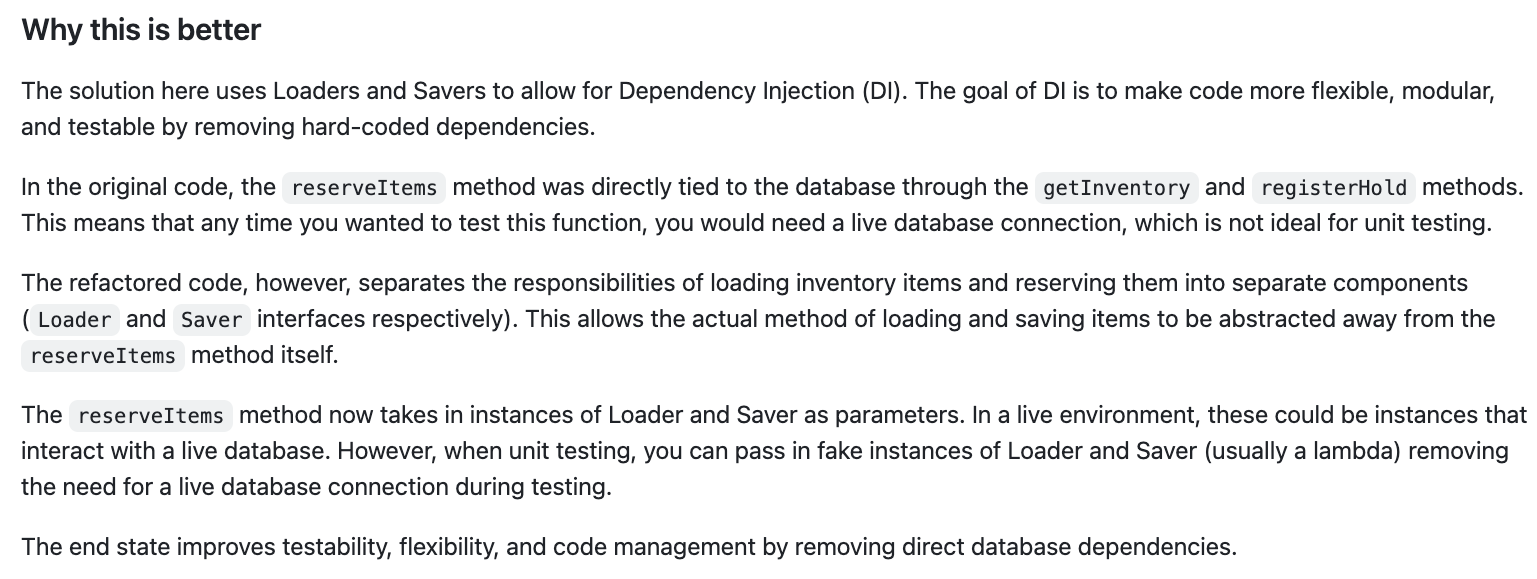 Why this is better
The solution here uses Loaders and Savers to allow for Dependency Injection (DI). The goal of DI is to make code more flexible, modular,
and testable by removing hard-coded dependencies.
In the original code, the reserveItems method was directly tied to the database through the getInventory and registerHold methods.
This means that any time you wanted to test this function, you would need a live database connection, which is not ideal for unit testing.
The refactored code, however, separates the responsibilities of loading inventory items and reserving them into separate components
(Loader and Saver interfaces respectively). This allows the actual method of loading and saving items to be abstracted away from the
reserveItems method itself.
The reserveItems method now takes in instances of Loader and Saver as parameters. In a live environment, these could be instances that
interact with a live database. However, when unit testing, you can pass in fake instances of Loader and Saver (usually a lambda) removing
the need for a live database connection during testing.
The end state improves testability, flexibility, and code management by removing direct database dependencies.